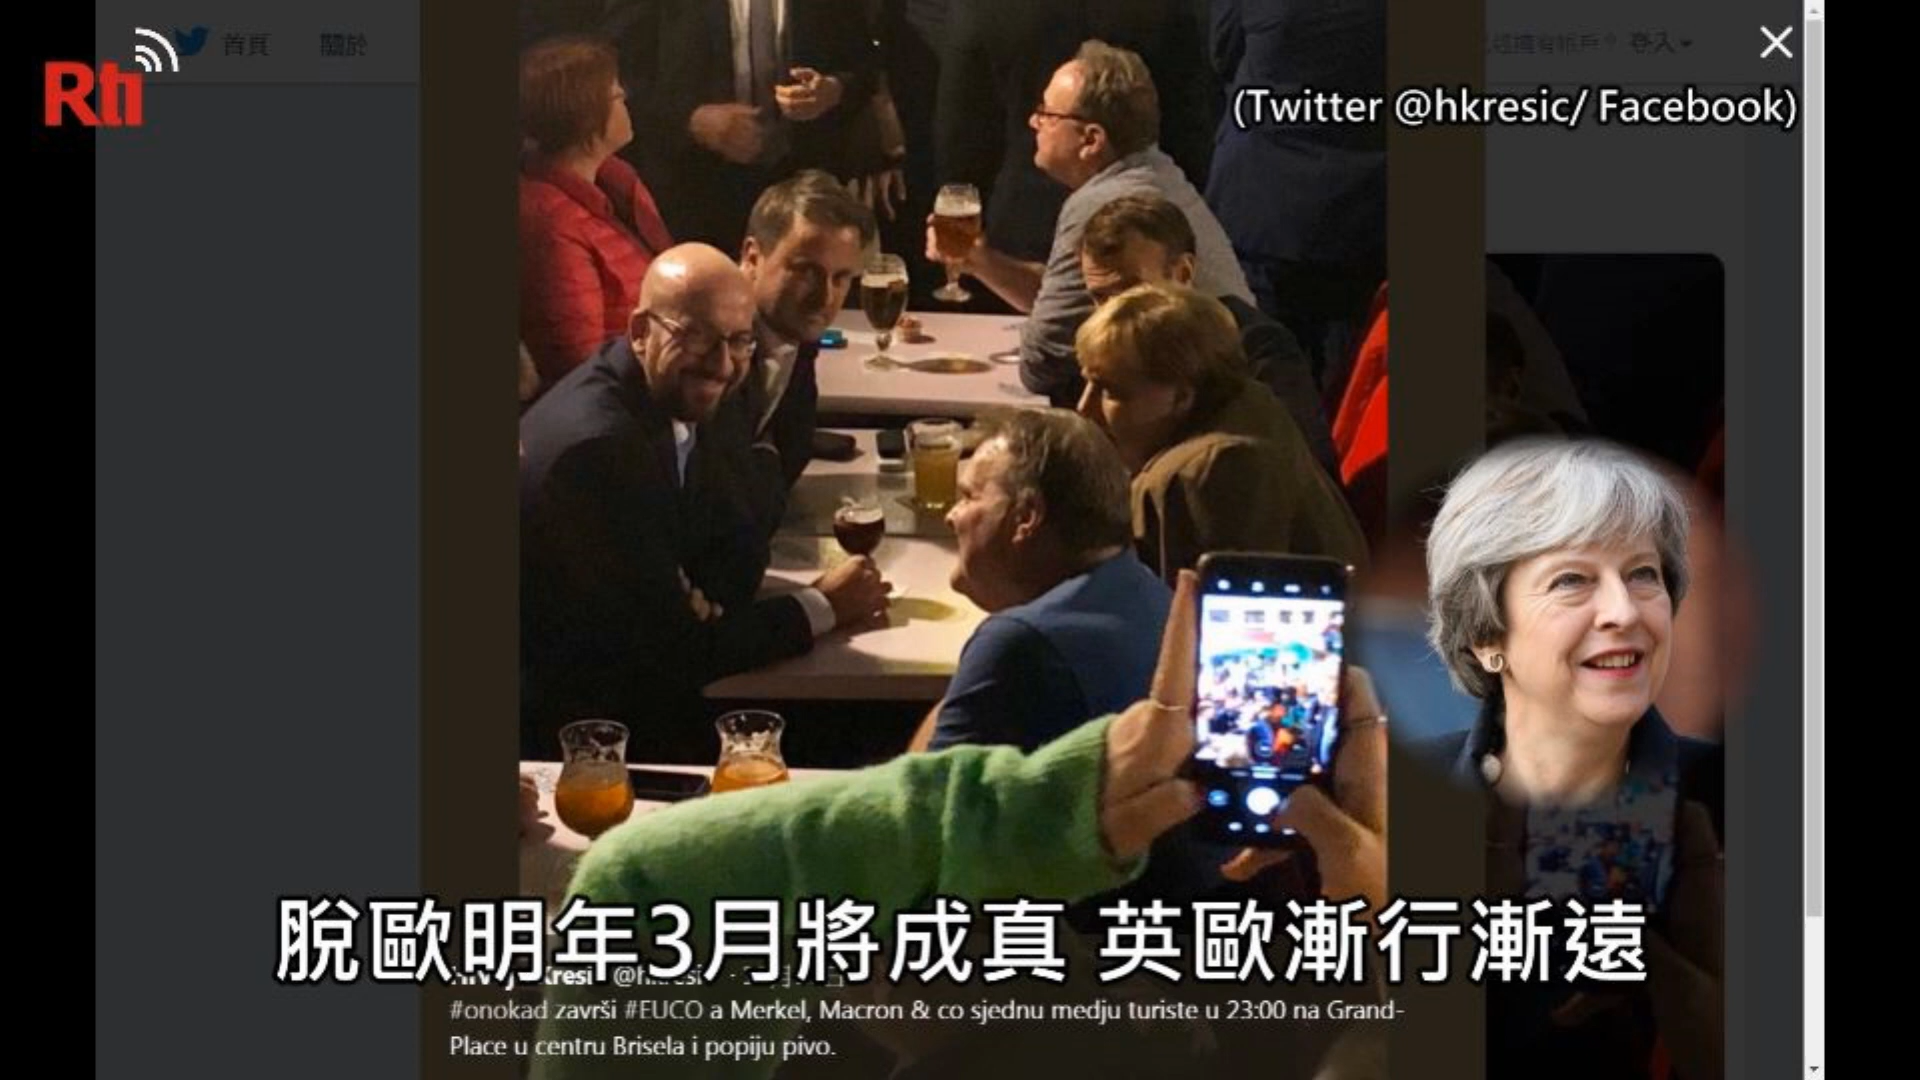 Rti
首頁
關於
登入
(Twitter @hkresic/ Facebook)
脫歐明年3月將成真 英歐漸行漸遠
#onokad završi #EUCO a Merkel, Macron & co sjednu medju turiste u 23:00 na Grand-
Place u centru Brisela i popiju pivo.